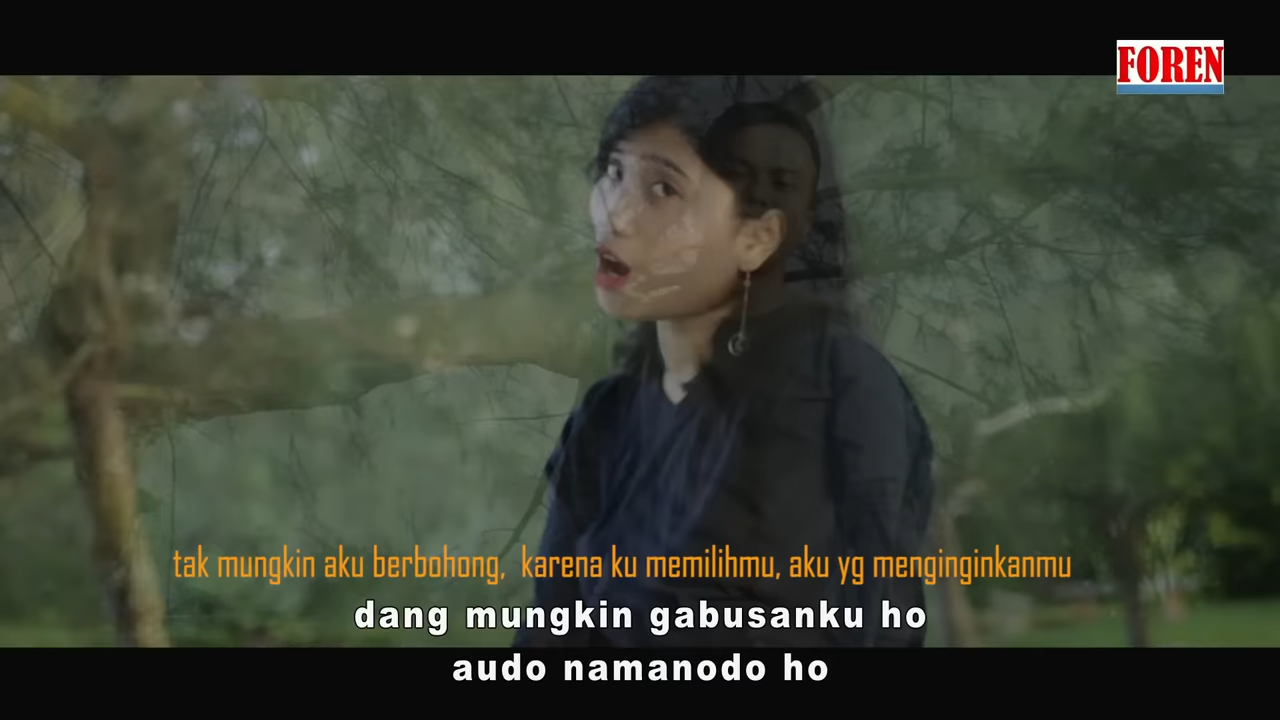 FOREN
tak mungkin aku berbohong, karena ku memilihmu, aku yg menginginkanmu
dang mungkin gabusanku ho
audo namanodo ho